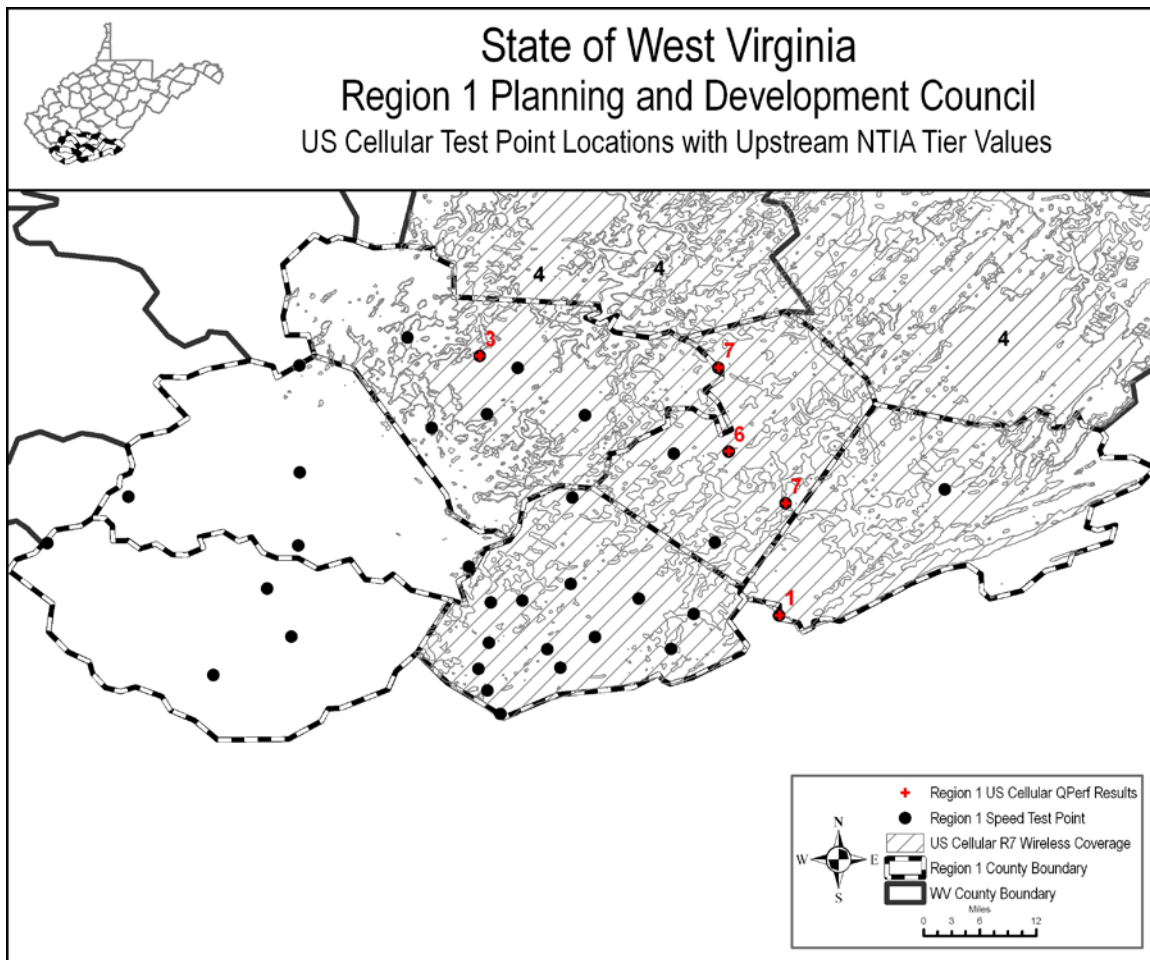 State of West Virginia
Region 1 Planning and Development Council
US Cellular Test Point Locations with Upstream NTIA Tier Values
4
4
4
3
7
6
7
1
Region 1 US Cellular QPerf Results
Region 1 Speed Test Point
US Cellular R7 Wireless Coverage
Region 1 County Boundary
WV County Boundary
N
W E
S
Miles
0 3 6 12